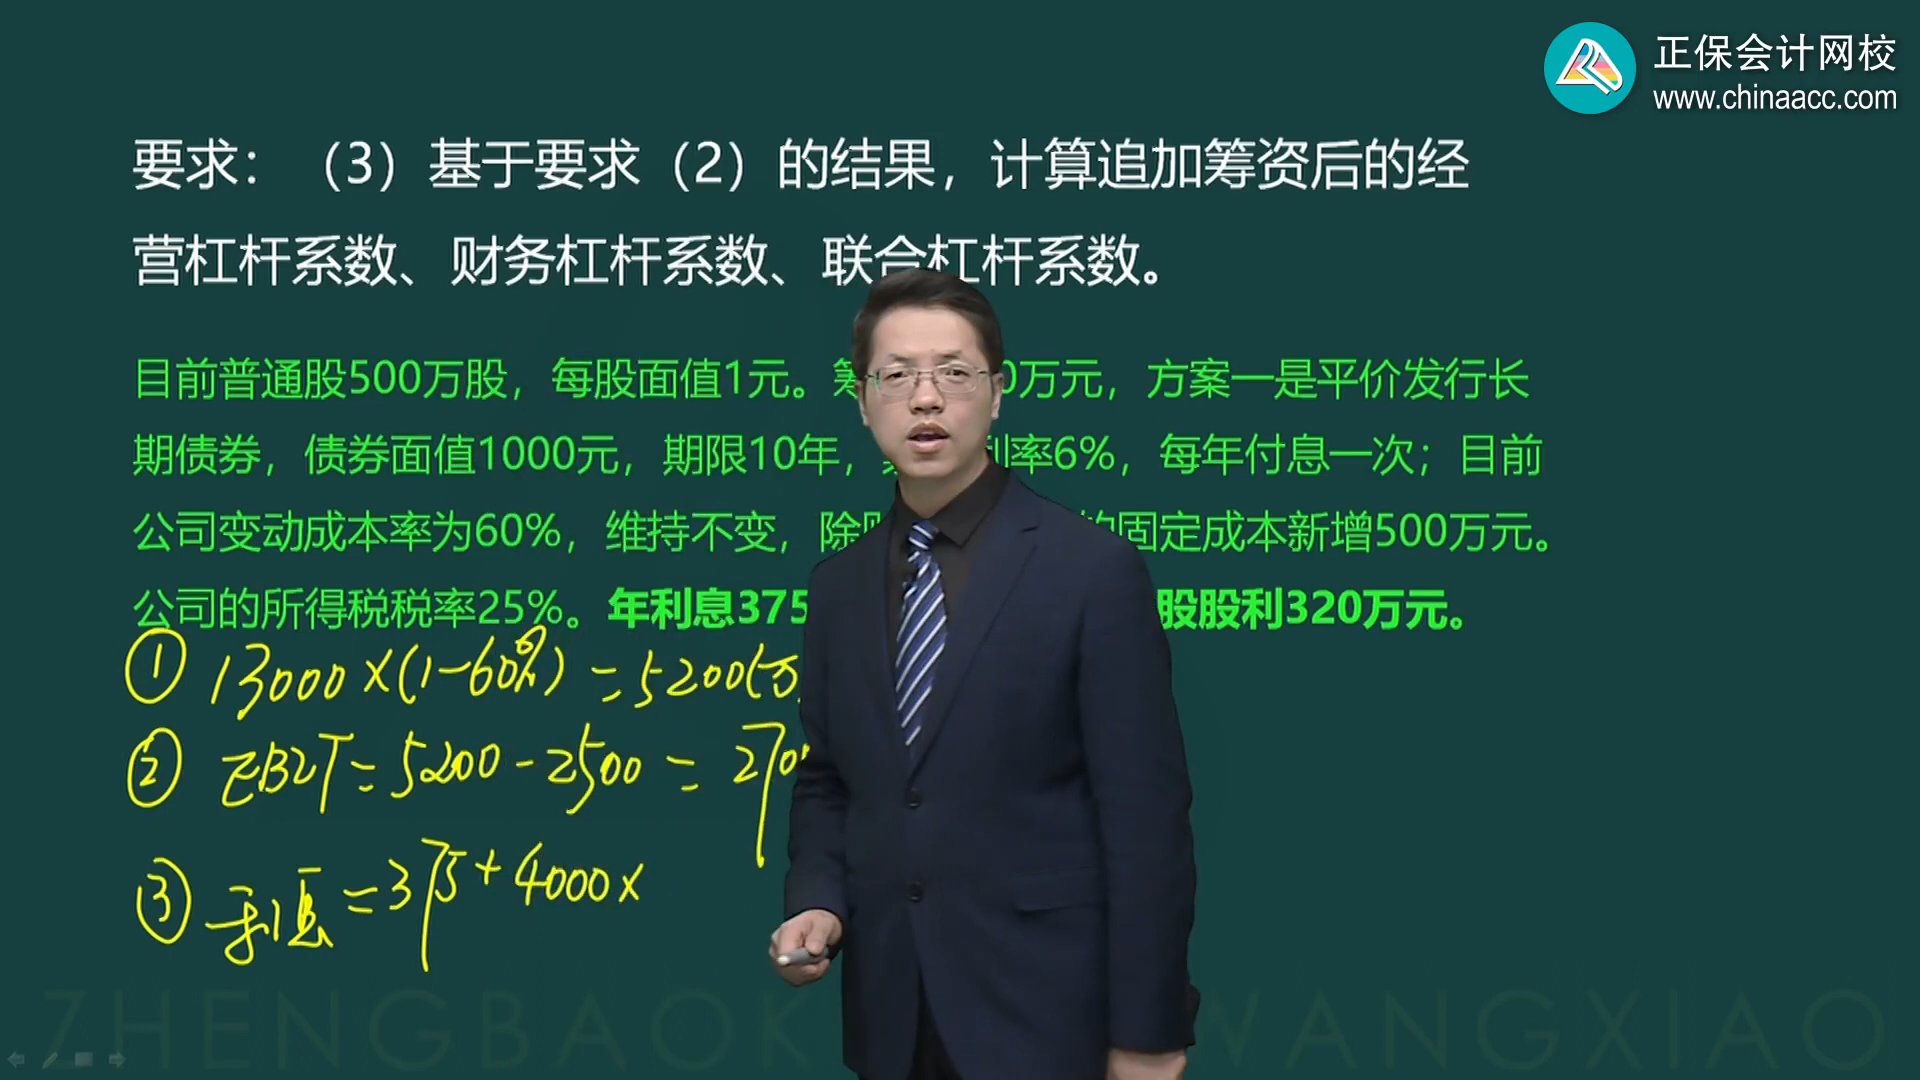 正保会计网校
www.chinaacc.com
要求：（3）基于要求（2）的结果，计算追加筹资后的经
营杠杆系数、财务杠杆系数、联合杠杆系数。
目前普通股500万股，每股面值1元。 0万元，方案一是平价发行长
期债券，债券面值1000元，期限10年， 利率6%，每年付息一次；目前
公司变动成本率为60%，维持不变，除 的固定成本新增500万元。
公司的所得税税率25%。年利息375 股股利320万元。
① 13000×(1-60%)=5200(万
② EBIT=5200-2500=270
③ 利息=375+4000×
ZHENGBAOK WANGXIAO